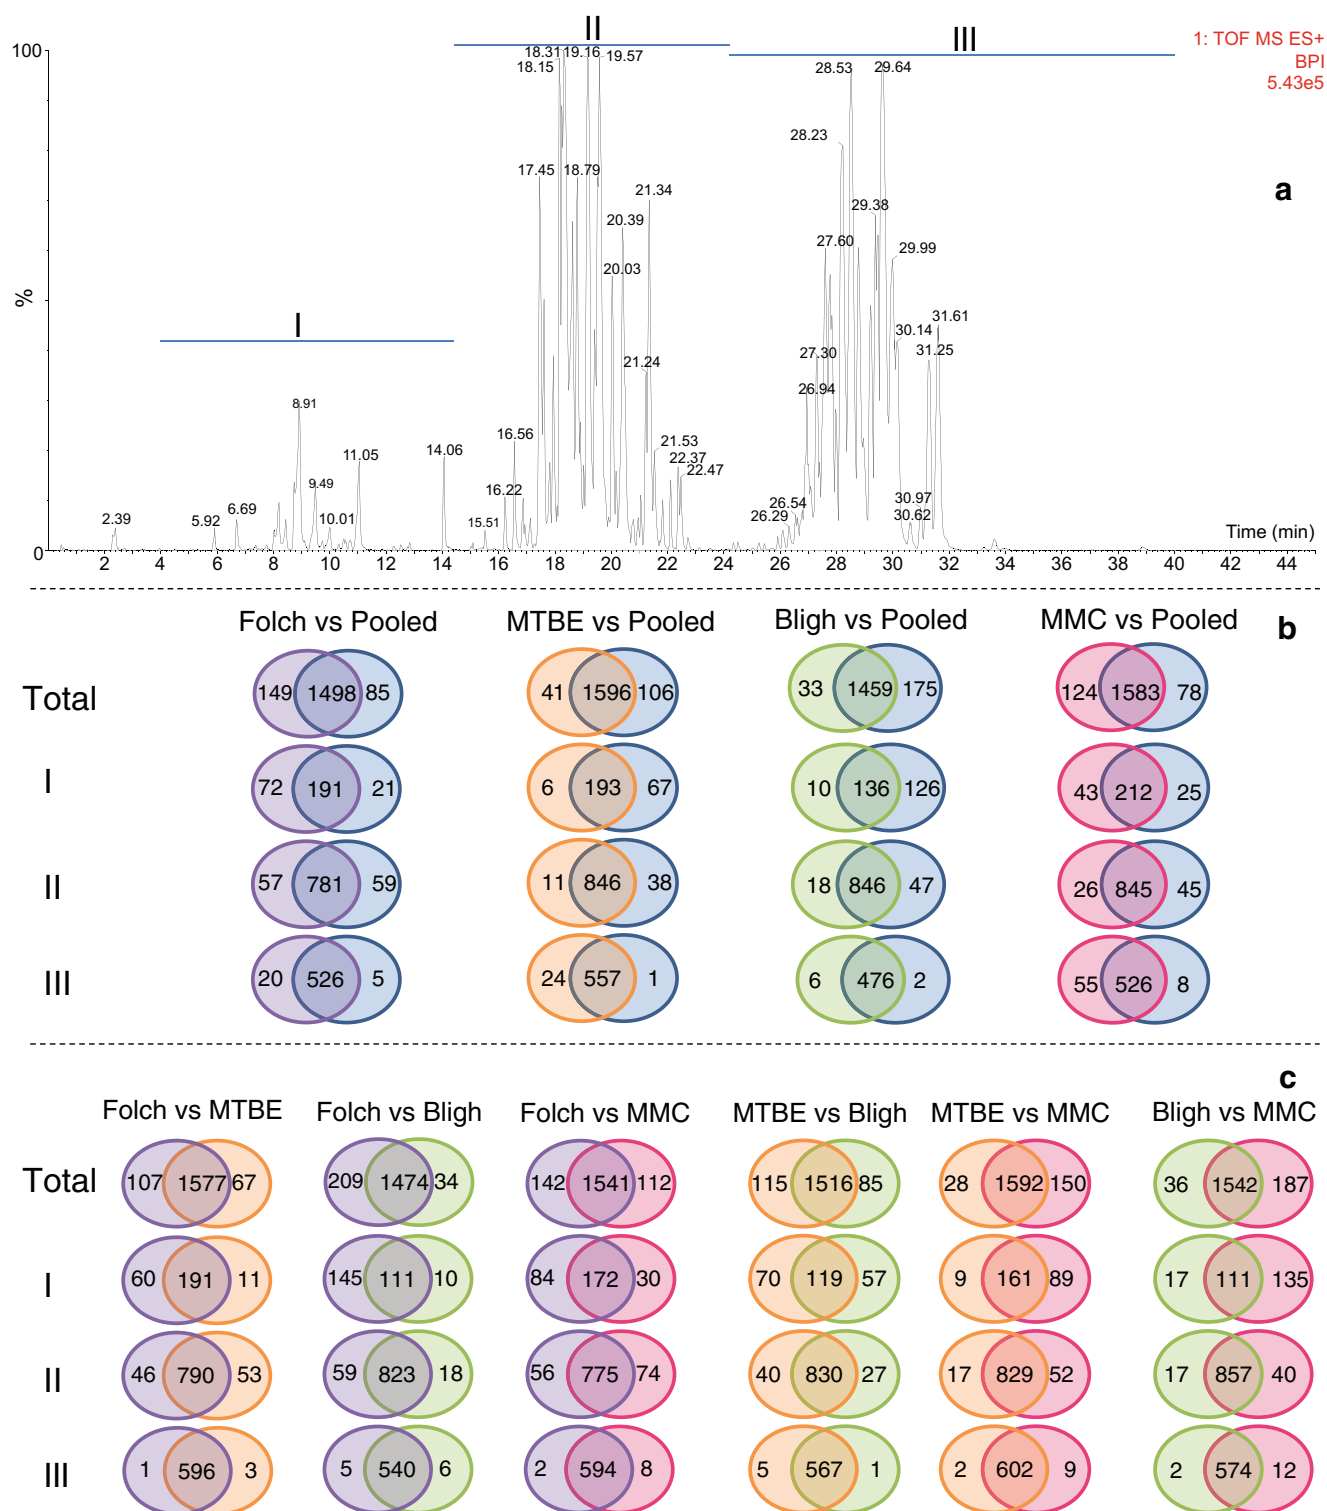 II
III
1: TOF MS ES+
BPI
5.43e5
100
18.31 19.16 19.57
18.15
28.53 29.64
28.23
17.45 18.79
21.34
a
29.38
20.39
27.60
29.99
20.03
%
I
31.61
30.14
27.30 31.25
21.24
26.94
8.91
16.56
21.53
11.05 14.06
22.37
22.47
9.49
16.22
30.97
26.54
6.69
2.39 5.92 10.01
15.51
26.29 30.62
Time (min)
0
2 4 6 8 10 12 14 16 18 20 22 24 26 28 30 32 34 36 38 40 42 44
b
Folch vs Pooled MTBE vs Pooled Bligh vs Pooled MMC vs Pooled
Total 149 1498 85 41 1596 106 33 1459 175 124 1583 78
I 72 191 21 6 193 67 10 136 126 43 212 25
II 57 781 59 11 846 38 18 846 47 26 845 45
III 20 526 5 24 557 1 6 476 2 55 526 8
c
Folch vs MTBE Folch vs Bligh Folch vs MMC MTBE vs Bligh MTBE vs MMC Bligh vs MMC
Total 107 1577 67 209 1474 34 142 1541 112 115 1516 85 28 1592 150 36 1542 187
I 60 191 11 145 111 10 84 172 30 70 119 57 9 161 89 17 111 135
II 46 790 53 59 823 18 56 775 74 40 830 27 17 829 52 17 857 40
III 1 596 3 5 540 6 2 594 8 5 567 1 2 602 9 2 574 12